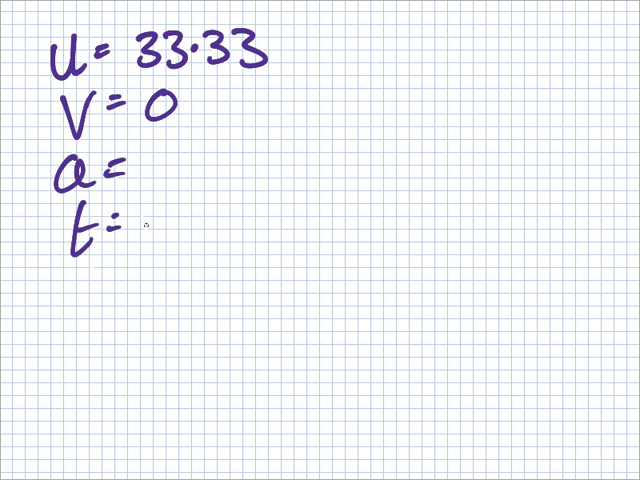 u = 33.33
v = 0
a =
t =